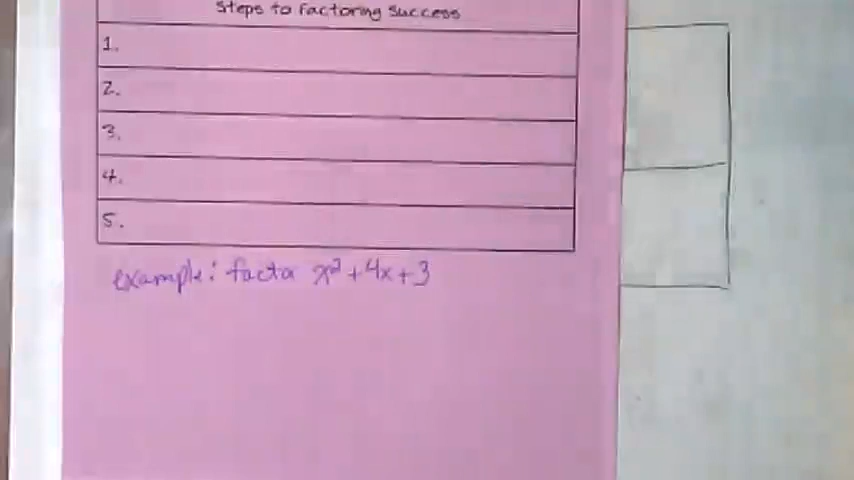 Steps to Factoring Success
1.
2.
3.
4.
5.
example: factor x² + 4x + 3